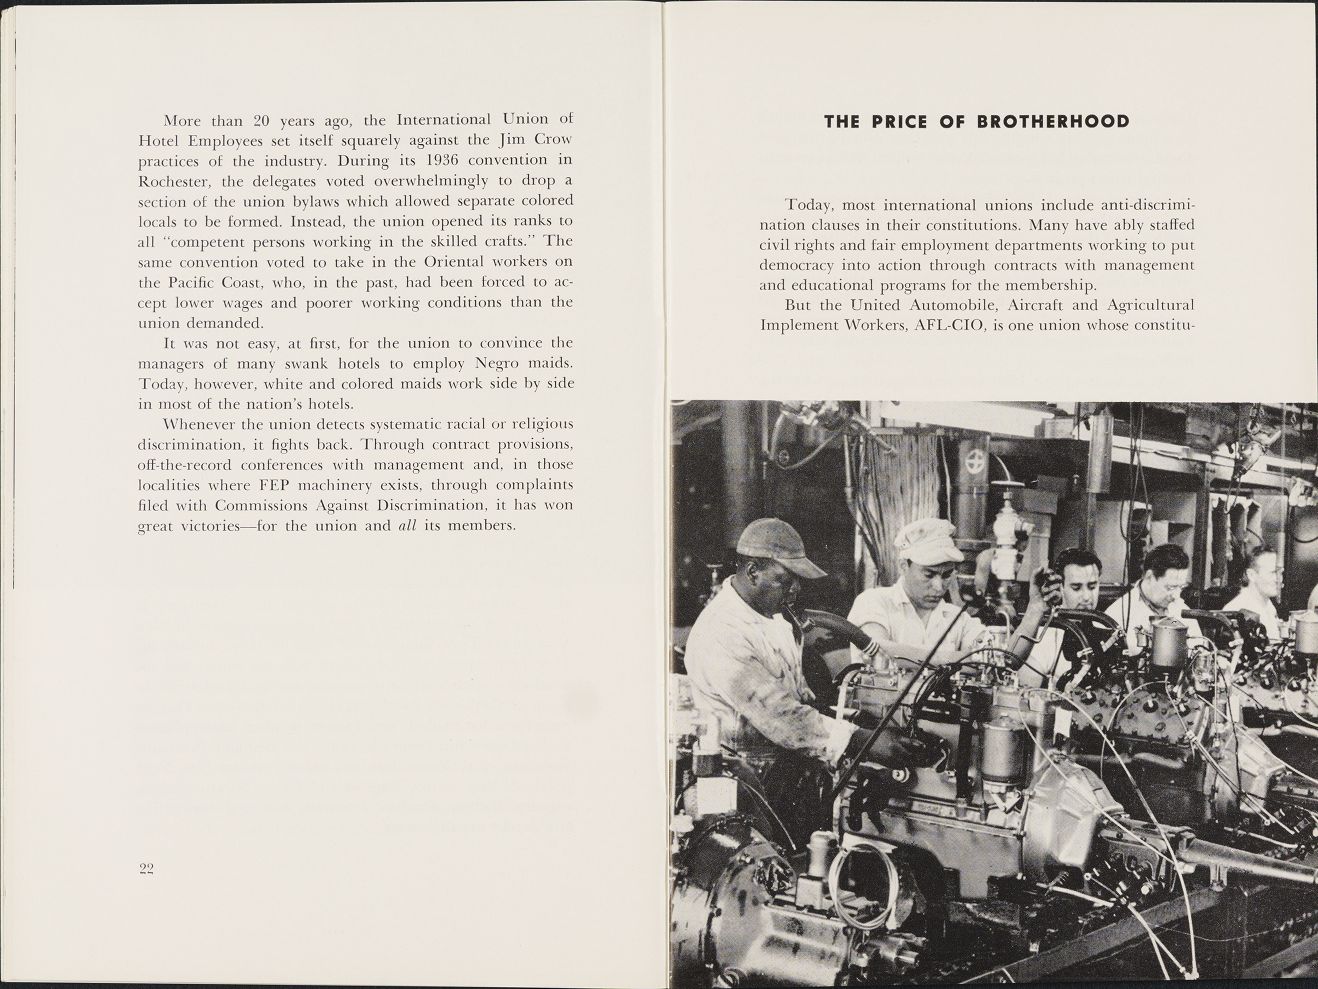 More than 20 years ago, the International Union of
Hotel Employees set itself squarely against the Jim Crow
practices of the industry. During its 1936 convention in
Rochester, the delegates voted overwhelmingly to drop a
section of the union bylaws which allowed separate colored
locals to be formed. Instead, the union opened its ranks to
all “competent persons working in the skilled crafts.” The
same convention voted to take in the Oriental workers on
the Pacific Coast, who, in the past, had been forced to ac-
cept lower wages and poorer working conditions than the
union demanded.
It was not easy, at first, for the union to convince the
managers of many swank hotels to employ Negro maids.
Today, however, white and colored maids work side by side
in most of the nation's hotels.
Whenever the union detects systematic racial or religious
discrimination, it fights back. Through contract provisions,
off-the-record conferences with management and, in those
localities where FEP machinery exists, through complaints
filed with Commissions Against Discrimination, it has won
great victories—for the union and all its members.
22
THE PRICE OF BROTHERHOOD
Today, most international unions include anti-discrimi-
nation clauses in their constitutions. Many have ably staffed
civil rights and fair employment departments working to put
democracy into action through contracts with management
and educational programs for the membership.
But the United Automobile, Aircraft and Agricultural
Implement Workers, AFL-CIO, is one union whose constitu-